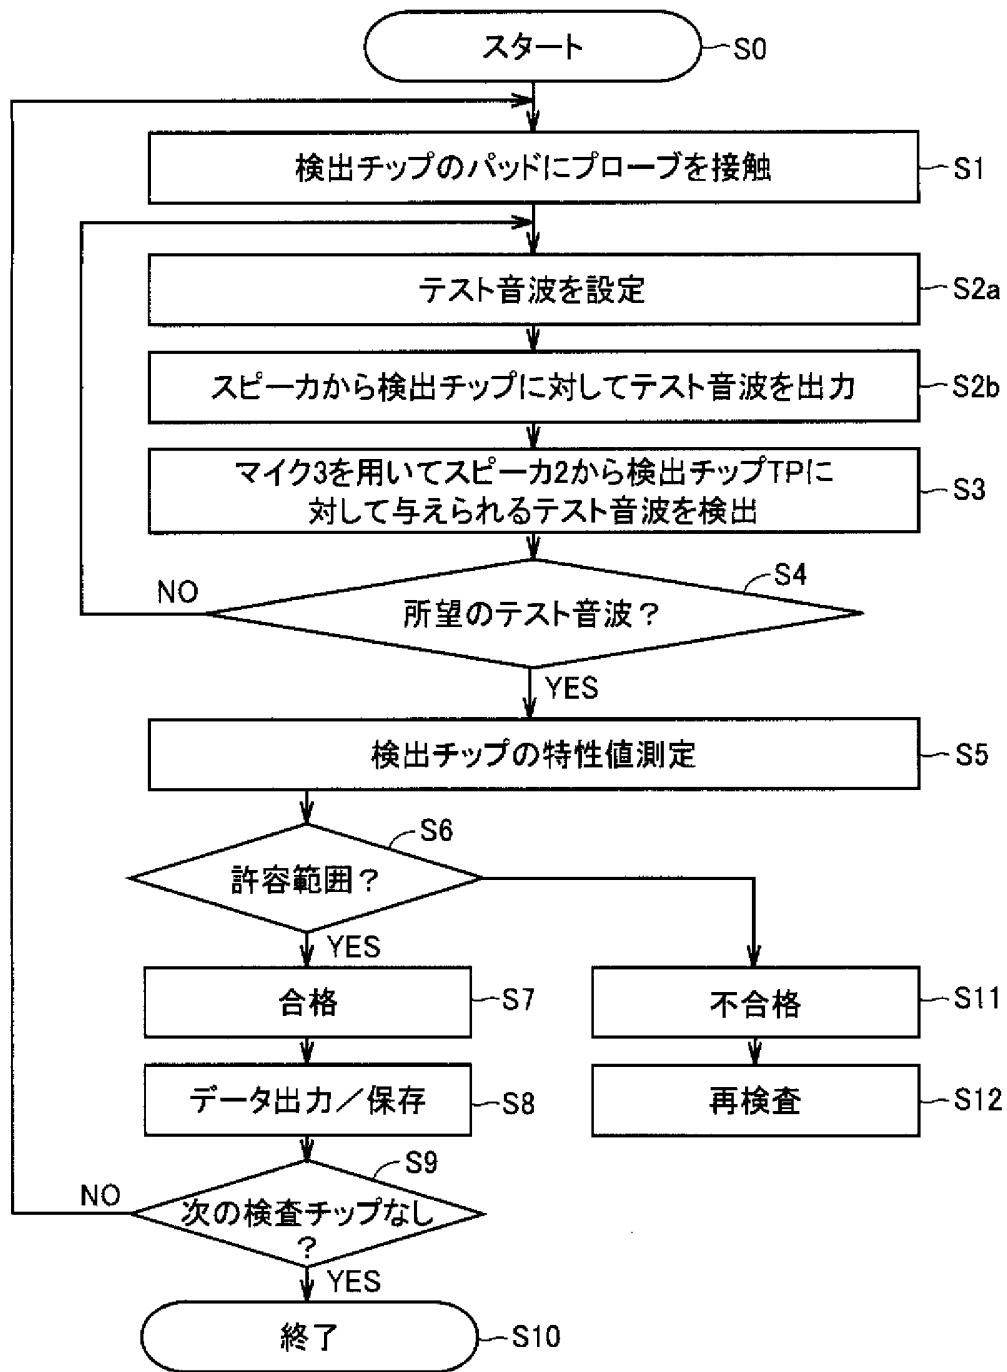 スタート
S0
検出チップのパッドにプローブを接触
S1
テスト音波を設定
S2a
スピーカから検出チップに対してテスト音波を出力
S2b
マイク3を用いてスピーカ2から検出チップTPに
対して与えられるテスト音波を検出
S3
S4
NO
所望のテスト音波?
YES
検出チップの特性値測定
S5
S6
許容範囲?
YES
合格
S7
不合格
S11
データ出力/保存
S8
再検査
S12
S9
NO
次の検査チップなし
?
YES
終了
S10